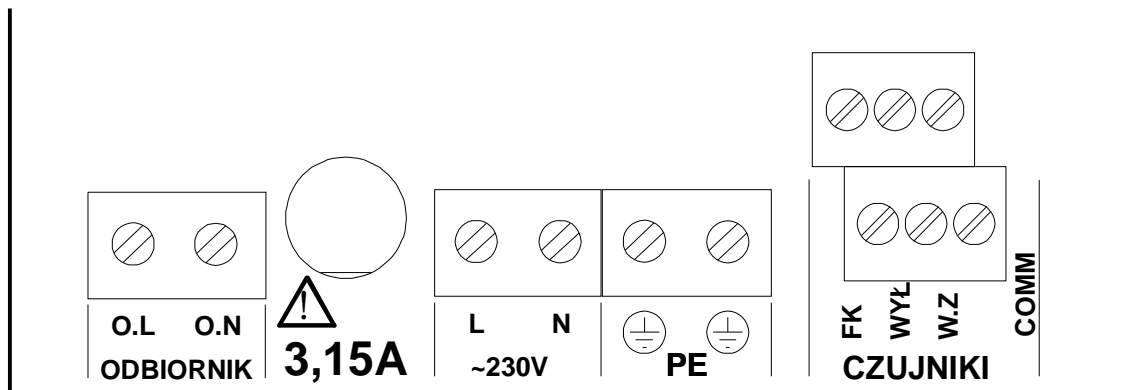 O.L O.N
ODBIORNIK
!
3,15A
L N
~230V
PE
FK
WYŁ
W.Z
COMM
CZUJNIKI